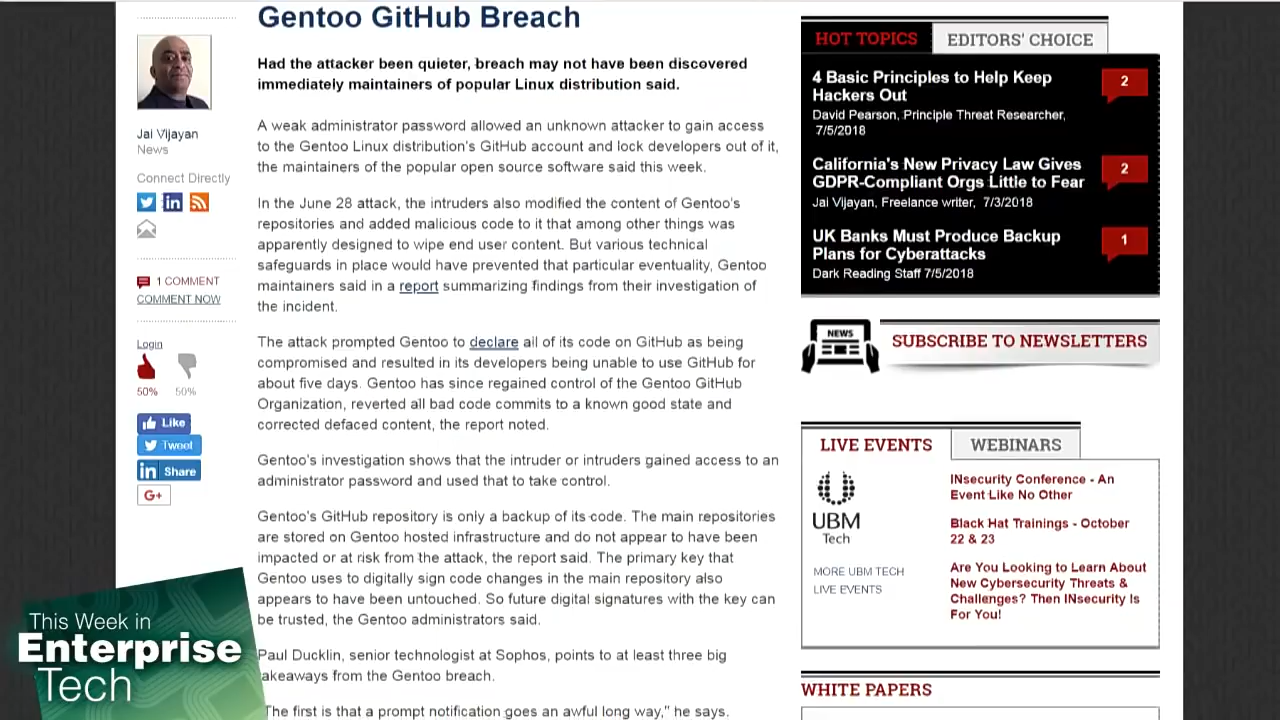 Gentoo GitHub Breach
Had the attacker been quieter, breach may not have been discovered
immediately maintainers of popular Linux distribution said.
Jai Vijayan
News
Connect Directly
1 COMMENT
COMMENT NOW
Login
50% 50%
Like
Tweet
in Share
G+
A weak administrator password allowed an unknown attacker to gain access
to the Gentoo Linux distribution's GitHub account and lock developers out of it,
the maintainers of the popular open source software said this week.
In the June 28 attack, the intruders also modified the content of Gentoo's
repositories and added malicious code to it that among other things was
apparently designed to wipe end user content. But various technical
safeguards in place would have prevented that particular eventuality, Gentoo
maintainers said in a report summarizing findings from their investigation of
the incident.
The attack prompted Gentoo to declare all of its code on GitHub as being
compromised and resulted in its developers being unable to use GitHub for
about five days. Gentoo has since regained control of the Gentoo GitHub
Organization, reverted all bad code commits to a known good state and
corrected defaced content, the report noted.
Gentoo's investigation shows that the intruder or intruders gained access to an
administrator password and used that to take control.
Gentoo's GitHub repository is only a backup of its code. The main repositories
are stored on Gentoo hosted infrastructure and do not appear to have been
impacted or at risk from the attack, the report said. The primary key that
Gentoo uses to digitally sign code changes in the main repository also
appears to have been untouched. So future digital signatures with the key can
be trusted, the Gentoo administrators said.
Paul Ducklin, senior technologist at Sophos, points to at least three big
takeaways from the Gentoo breach.
"The first is that a prompt notification goes an awful long way," he says.
HOT TOPICS
EDITORS' CHOICE
4 Basic Principles to Help Keep
Hackers Out
2
David Pearson, Principle Threat Researcher,
7/5/2018
California's New Privacy Law Gives
GDPR-Compliant Orgs Little to Fear
2
Jai Vijayan, Freelance writer, 7/3/2018
UK Banks Must Produce Backup
Plans for Cyberattacks
1
Dark Reading Staff 7/5/2018
NEWS
SUBSCRIBE TO NEWSLETTERS
LIVE EVENTS
WEBINARS
UBM
Tech
MORE UBM TECH
LIVE EVENTS
INsecurity Conference - An
Event Like No Other
Black Hat Trainings - October
22 & 23
Are You Looking to Learn About
New Cybersecurity Threats &
Challenges? Then INsecurity Is
For You!
WHITE PAPERS
This Week in
Enterprise
Tech